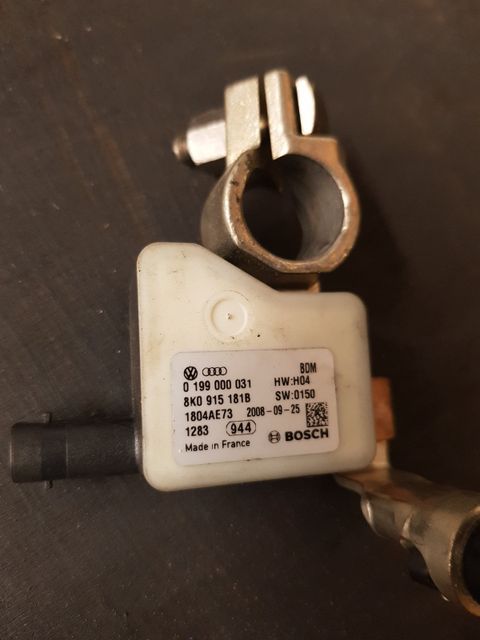 BDM
0 199 000 031 HW:H04
8K0 915 181B SW:0150
1804AE73 2008-09-25
1283 944
Made in France BOSCH